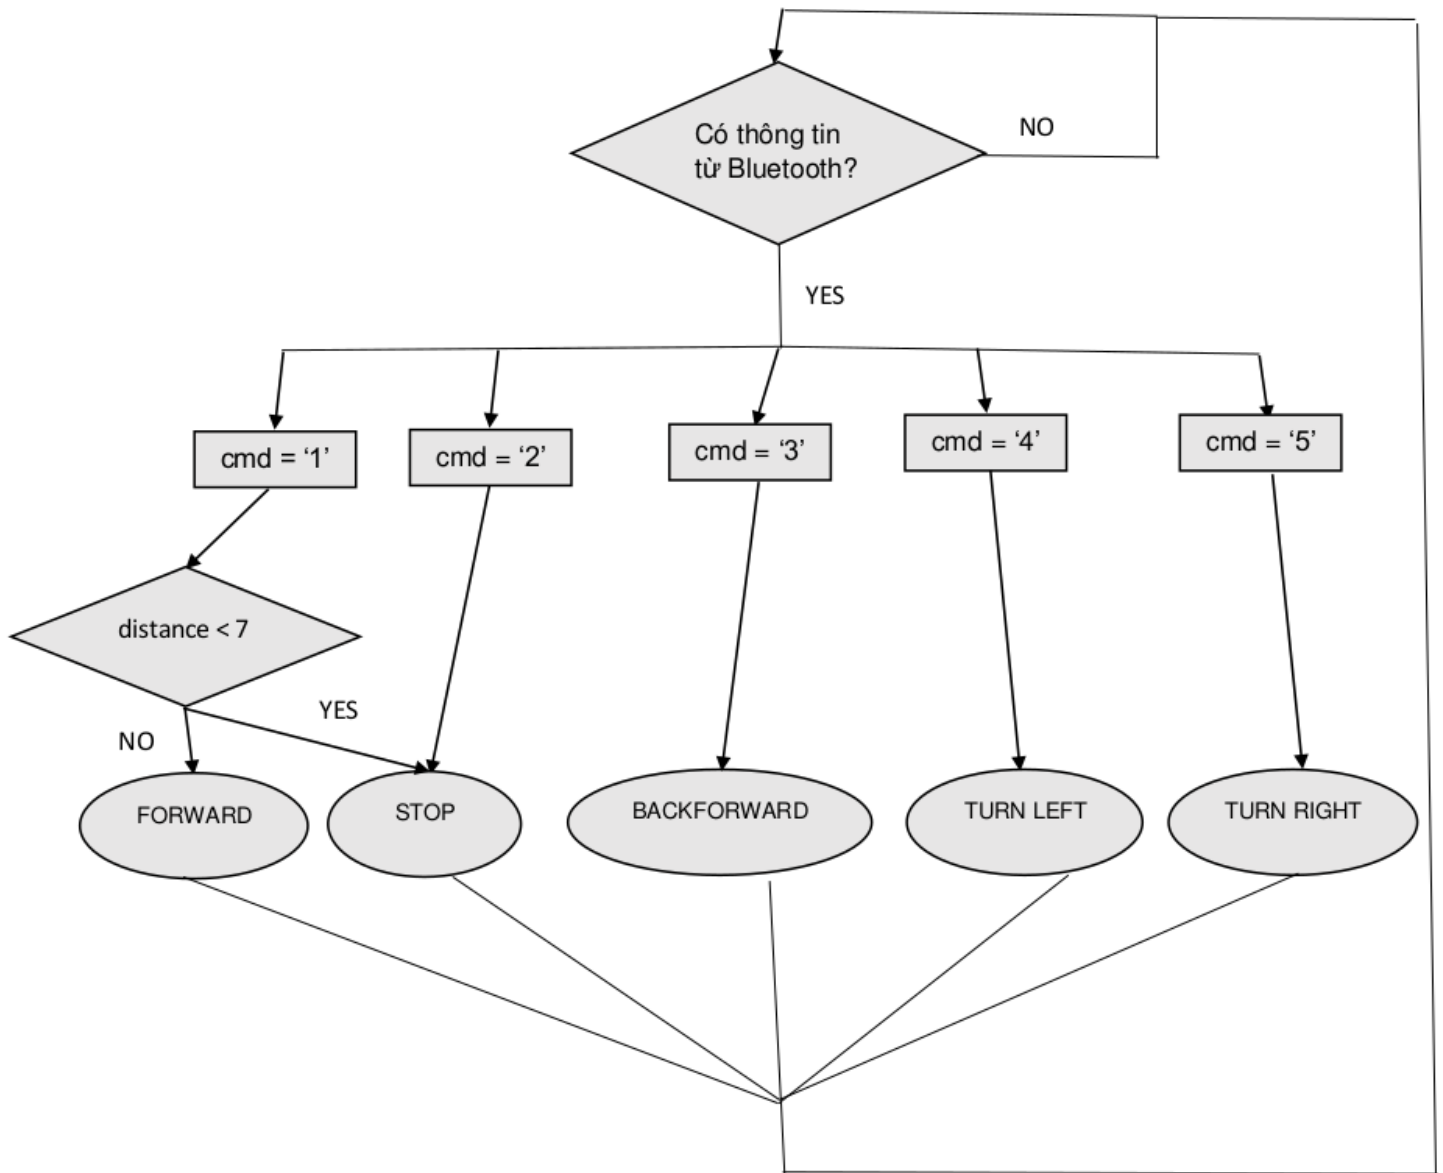 Có thông tin
từ Bluetooth?
NO
YES
cmd = ‘1’
cmd = ‘2’
cmd = ‘3’
cmd = ‘4’
cmd = ‘5’
distance < 7
YES
NO
FORWARD
STOP
BACKFORWARD
TURN LEFT
TURN RIGHT